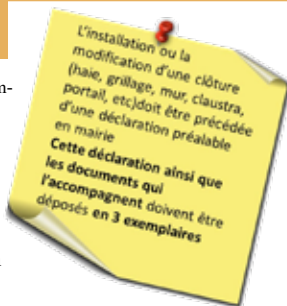 L'installation ou la
modification d'une clôture
(haie, grillage, mur, claustra,
portail, etc)doit être précédée
d'une déclaration préalable
en mairie
Cette déclaration ainsi que
les documents qui
l'accompagnent doivent être
déposés en 3 exemplaires